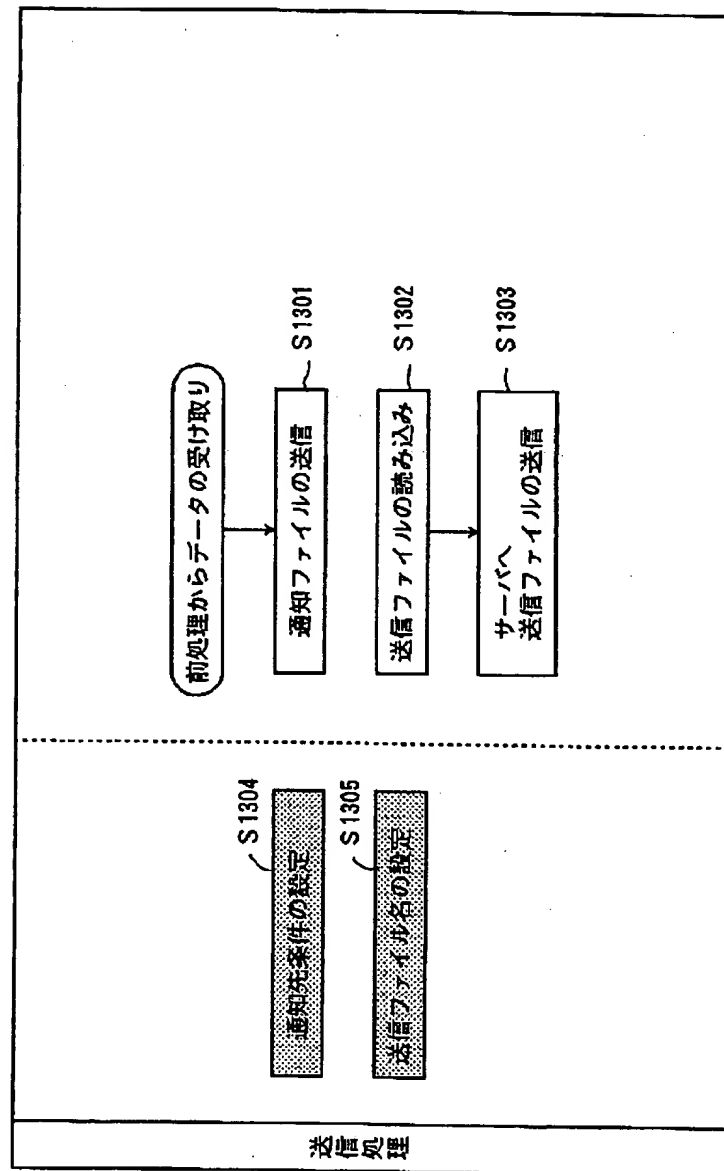 送信処理
通知先条件の設定
S1304
送信ファイル名の設定
S1305
前処理からデータの受け取り
通知ファイルの送信
S1301
送信ファイルの読み込み
S1302
サーバへ
送信ファイルの送信
S1303